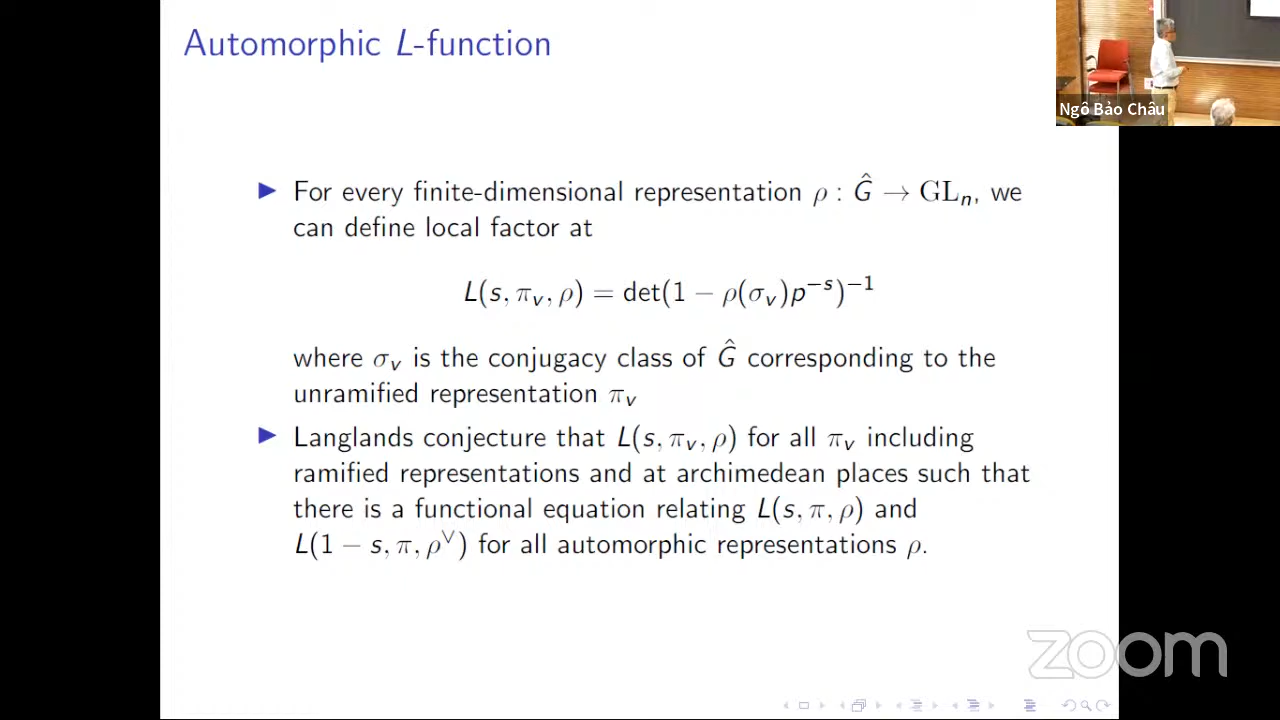 Automorphic L-function
Ngô Bảo Châu
▶ For every finite-dimensional representation ρ : Ĝ → GLₙ, we
can define local factor at
L(s, πᵥ, ρ) = det(1 − ρ(σᵥ)p⁻ˢ)⁻¹
where σᵥ is the conjugacy class of Ĝ corresponding to the
unramified representation πᵥ
▶ Langlands conjecture that L(s, πᵥ, ρ) for all πᵥ including
ramified representations and at archimedean places such that
there is a functional equation relating L(s, π, ρ) and
L(1 − s, π, ρ^∨) for all automorphic representations ρ.
zoom